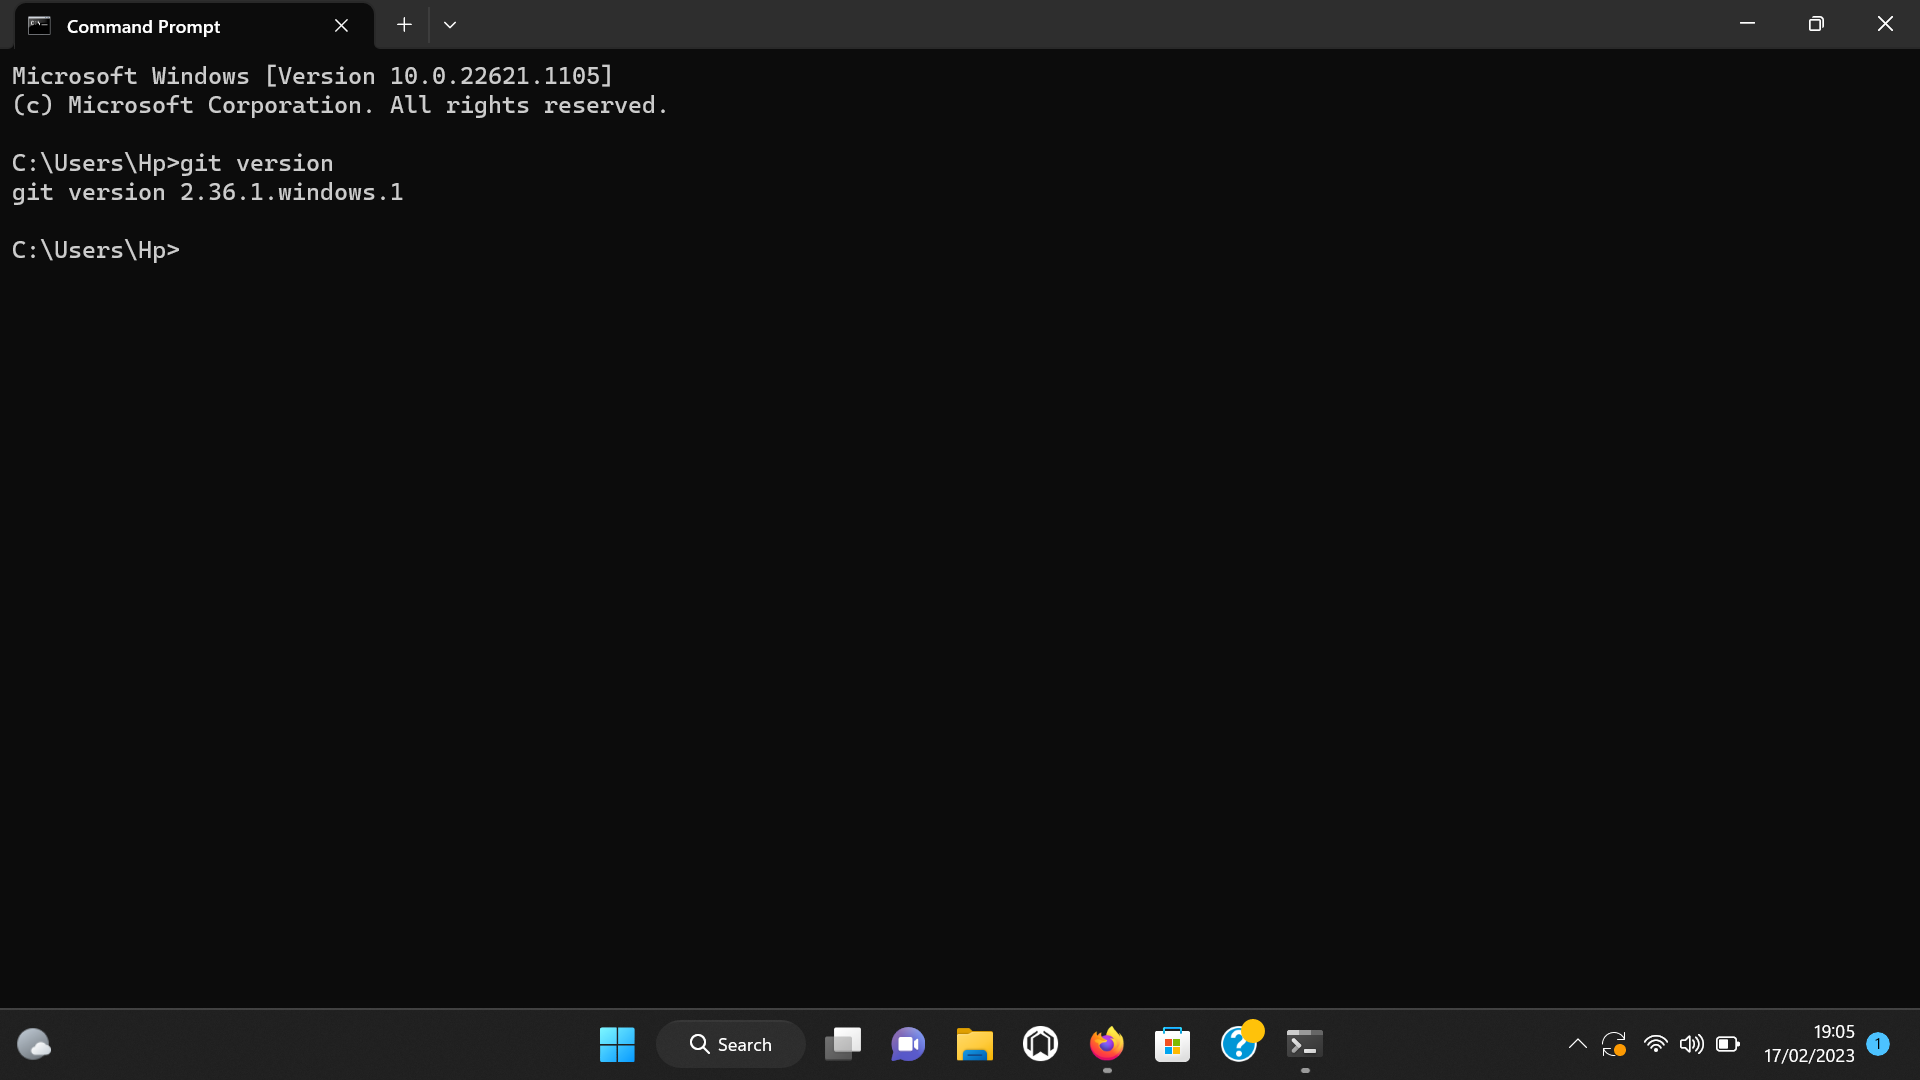 Command Prompt
Microsoft Windows [Version 10.0.22621.1105]
(c) Microsoft Corporation. All rights reserved.
C:\Users\Hp>git version
git version 2.36.1.windows.1
C:\Users\Hp>
Search
19:05
17/02/2023
1